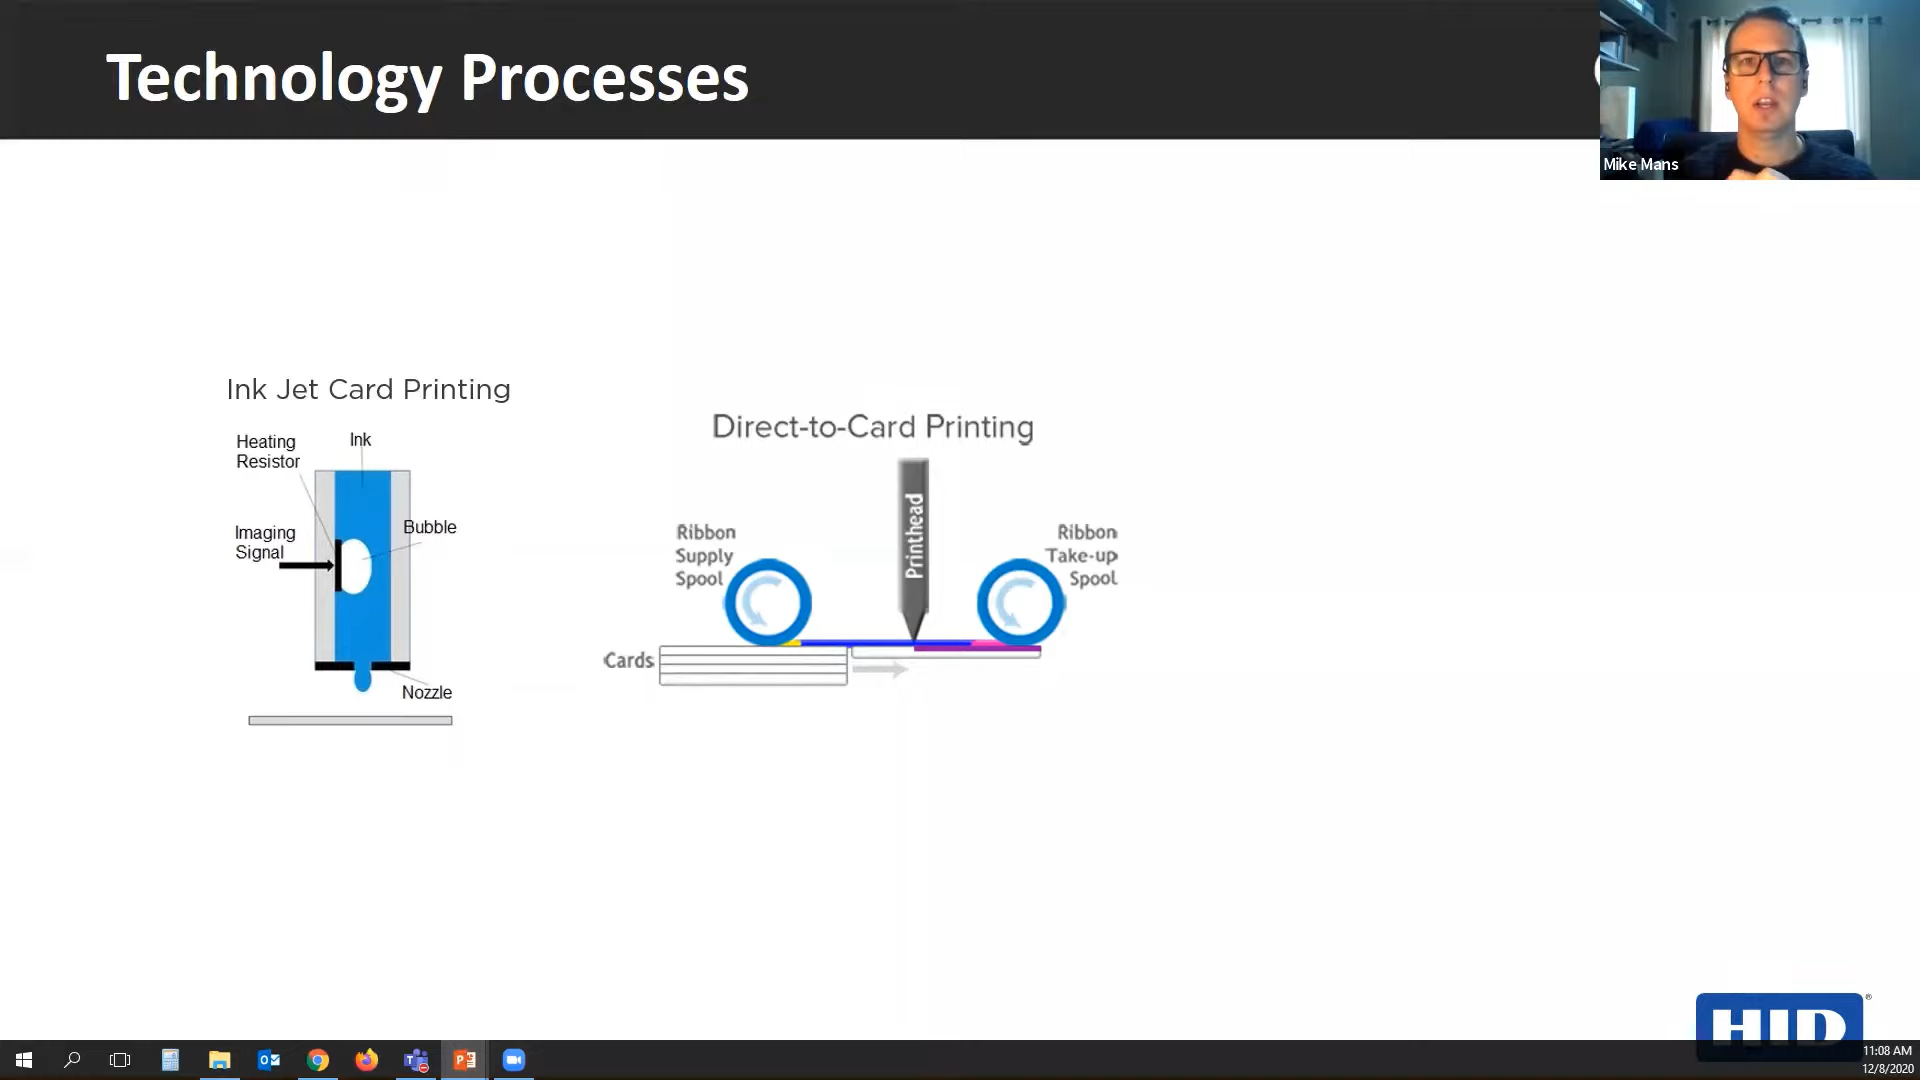 Technology Processes
Mike Mans
Ink Jet Card Printing
Heating
Resistor
Ink
Imaging
Signal
Bubble
Nozzle
Direct-to-Card Printing
Printhead
Ribbon
Supply
Spool
Ribbon
Take-up
Spool
Cards
HID®
11:08 AM
12/8/2020